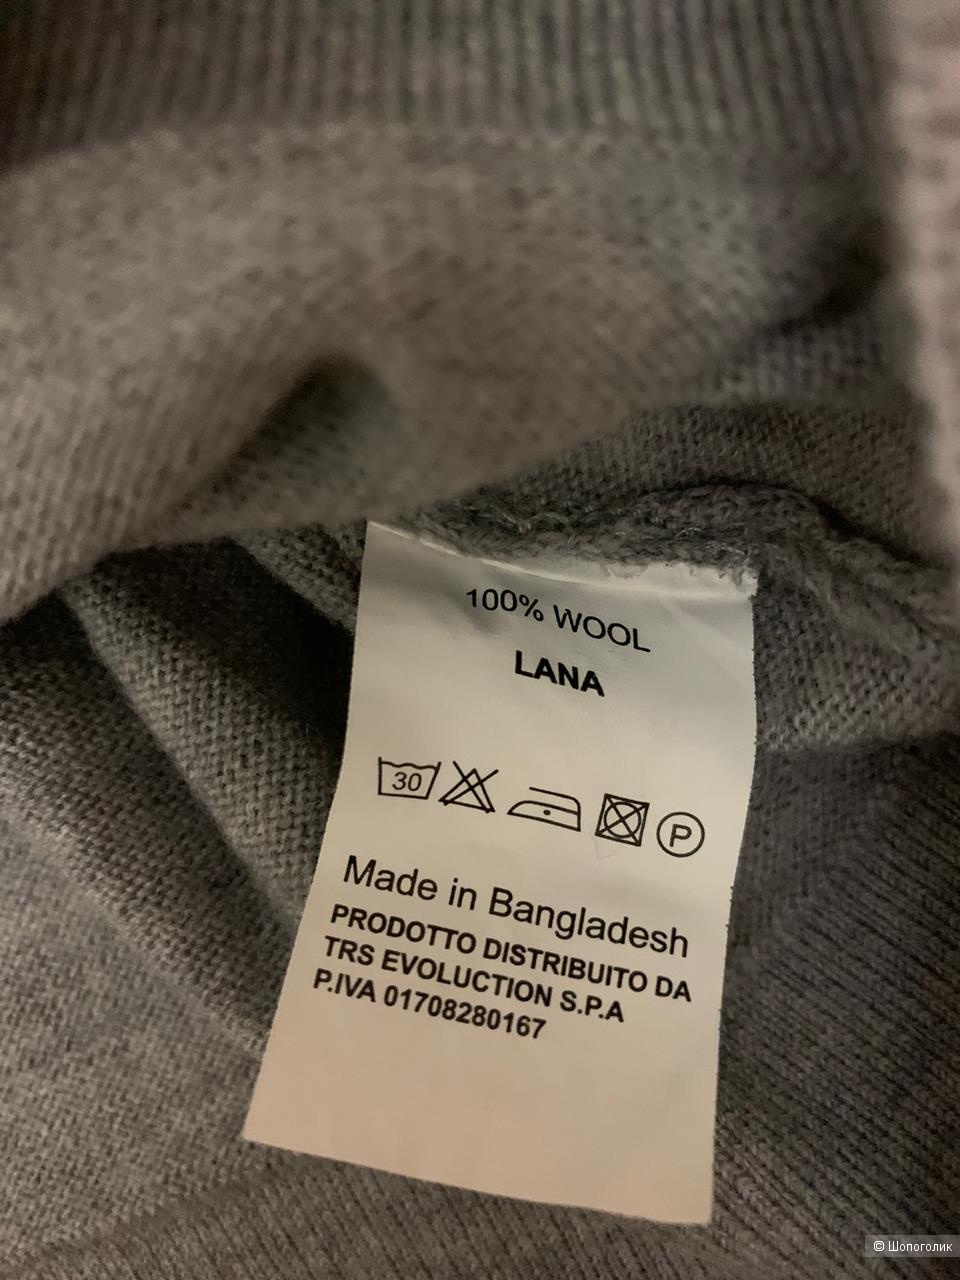 100% WOOL
LANA
30
P
Made in Bangladesh
PRODOTTO DISTRIBUITO DA
TRS EVOLUCTION S.P.A
P.IVA 01708280167
© Шопоголик